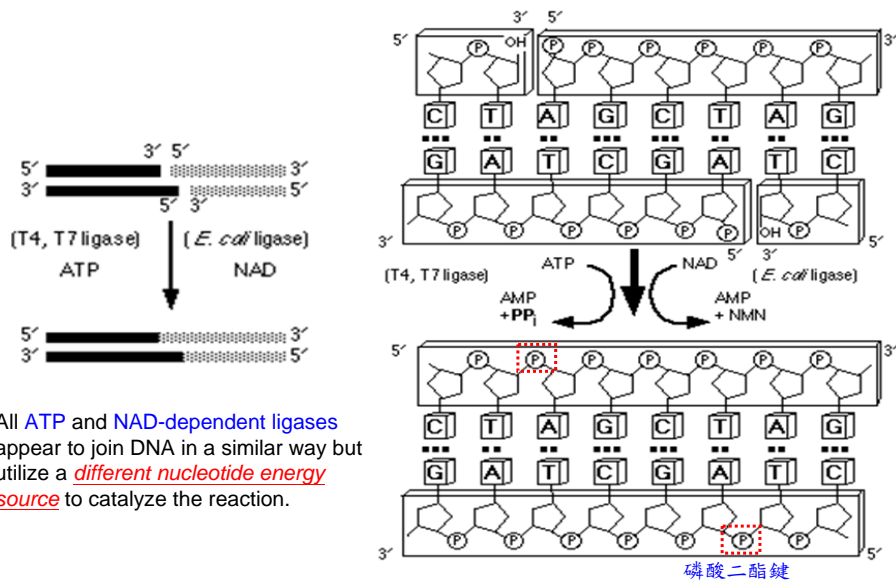 3′ 5′
5′ 3′
3′ 5′
5′ 3′
(T4, T7 ligase) (E. coli ligase)
ATP NAD
5′ 3′
3′ 5′
All ATP and NAD-dependent ligases
appear to join DNA in a similar way but
utilize a different nucleotide energy
source to catalyze the reaction.
3′ 5′
5′ P OH P P P P P 3′
C T A G C T A G
G A T C G A T C
P P P P P OH P
3′ 5′ 3′ 5′
(T4, T7 ligase) ATP NAD (E. coli ligase)
AMP AMP
+PPi + NMN
5′ P P P P P P P 3′
C T A G C T A G
G A T C G A T C
3′ P P P P P P P 5′
磷酸二酯鍵